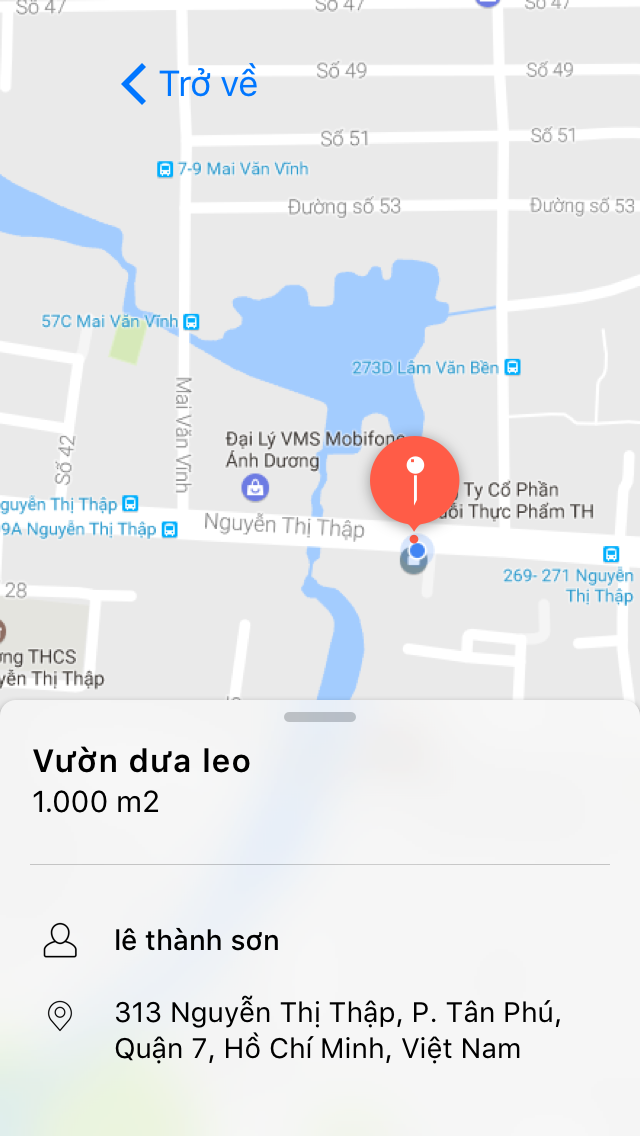 Số 47
Số 47
Số 47
Trở về
Số 49
Số 49
Số 51
Số 51
7-9 Mai Văn Vĩnh
Đường số 53
Đường số 53
57C Mai Văn Vĩnh
273D Lâm Văn Bền
Mai Văn Vĩnh
Số 42
Đại Lý VMS Mobifone
Ánh Dương
Ty Cổ Phần
uỗi Thực Phẩm TH
guyễn Thị Thập
9A Nguyễn Thị Thập
Nguyễn Thị Thập
269- 271 Nguyễn
Thị Thập
28
ờng THCS
yễn Thị Thập
Vườn dưa leo
1.000 m2
lê thành sơn
313 Nguyễn Thị Thập, P. Tân Phú,
Quận 7, Hồ Chí Minh, Việt Nam